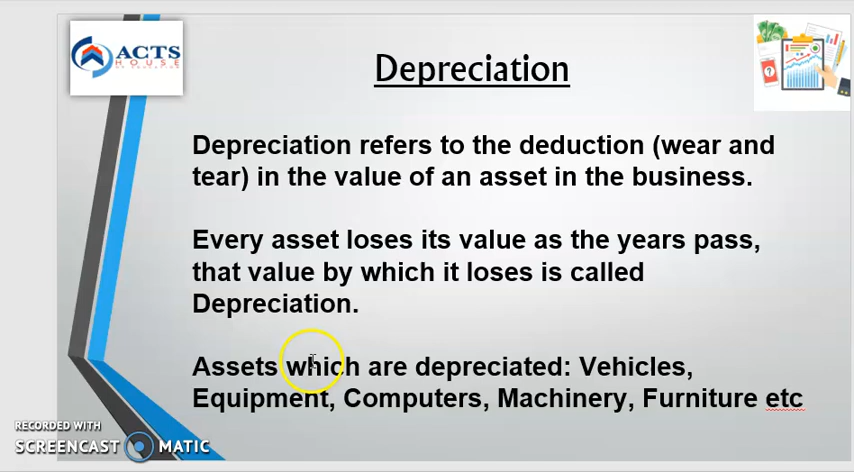 ACTS
HOUSE
Depreciation
Depreciation refers to the deduction (wear and
tear) in the value of an asset in the business.
Every asset loses its value as the years pass,
that value by which it loses is called
Depreciation.
Assets which are depreciated: Vehicles,
Equipment, Computers, Machinery, Furniture etc
RECORDED WITH
SCREENCAST MATIC